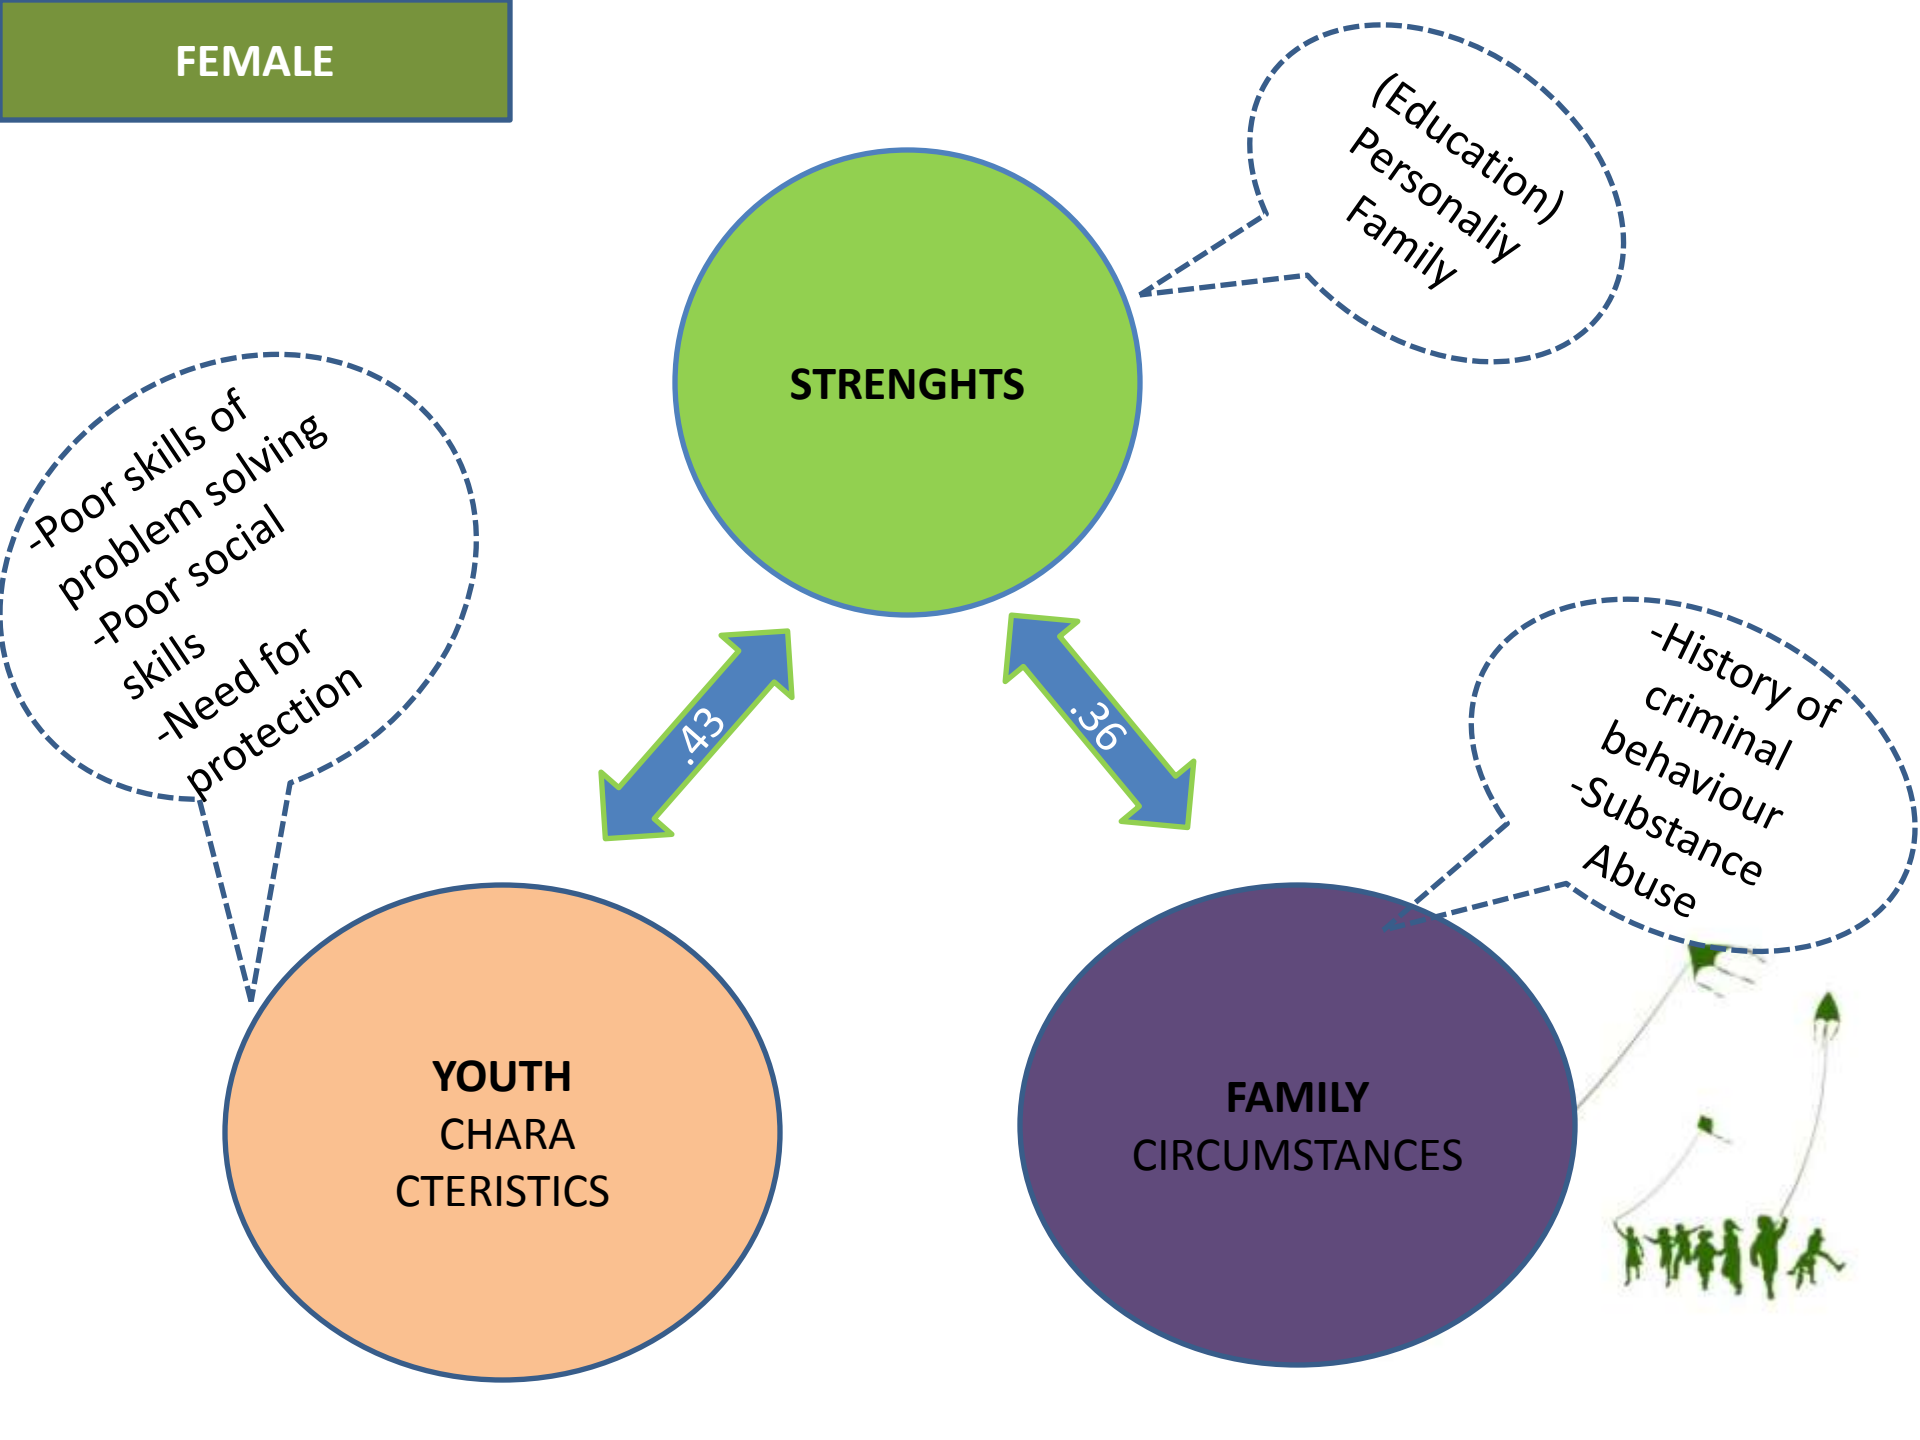 FEMALE
(Education)
Personaliy
Family
STRENGHTS
-Poor skills of
problem solving
-Poor social
skills
-Need for
protection
.43
.36
-History of
criminal
behaviour
-Substance
Abuse
YOUTH
CHARA
CTERISTICS
FAMILY
CIRCUMSTANCES